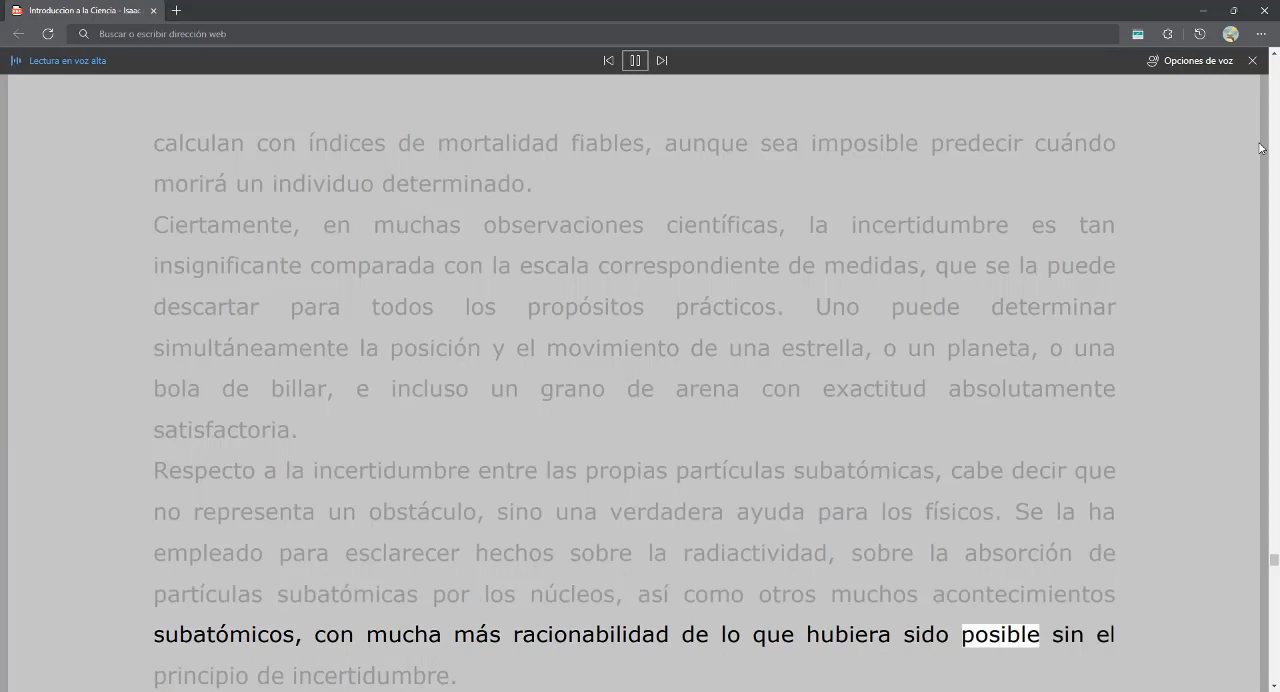 Introduccion a la Ciencia - Isaac
Buscar o escribir dirección web
Lectura en voz alta
Opciones de voz
calculan con índices de mortalidad fiables, aunque sea imposible predecir cuándo
morirá un individuo determinado.
Ciertamente, en muchas observaciones científicas, la incertidumbre es tan
insignificante comparada con la escala correspondiente de medidas, que se la puede
descartar para todos los propósitos prácticos. Uno puede determinar
simultáneamente la posición y el movimiento de una estrella, o un planeta, o una
bola de billar, e incluso un grano de arena con exactitud absolutamente
satisfactoria.
Respecto a la incertidumbre entre las propias partículas subatómicas, cabe decir que
no representa un obstáculo, sino una verdadera ayuda para los físicos. Se la ha
empleado para esclarecer hechos sobre la radiactividad, sobre la absorción de
partículas subatómicas por los núcleos, así como otros muchos acontecimientos
subatómicos, con mucha más racionabilidad de lo que hubiera sido posible sin el
principio de incertidumbre.